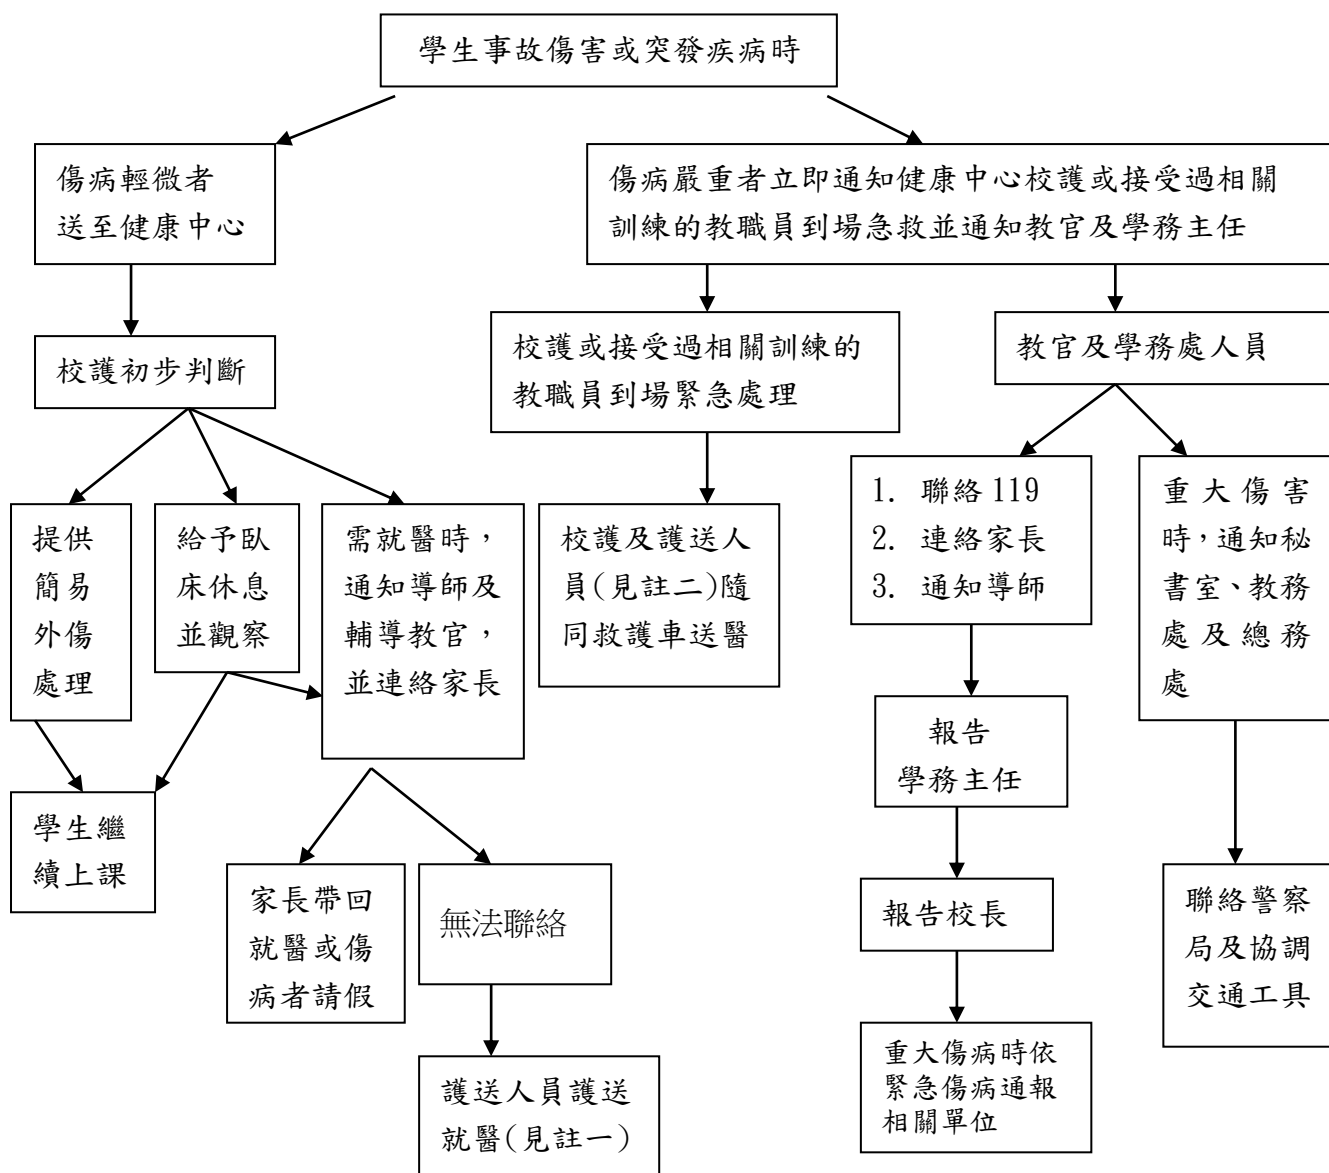 學生事故傷害或突發疾病時
傷病輕微者
送至健康中心
傷病嚴重者立即通知健康中心校護或接受過相關
訓練的教職員到場急救並通知教官及學務主任
校護初步判斷
校護或接受過相關訓練的
教職員到場緊急處理
教官及學務處人員
提供
簡易
外傷
處理
給予臥
床休息
並觀察
需就醫時，
通知導師及
輔導教官，
並連絡家長
校護及護送人
員(見註二)隨
同救護車送醫
1. 聯絡119
2. 連絡家長
3. 通知導師
重大傷害
時，通知秘
書室、教務
處及總務
處
報告
學務主任
學生繼
續上課
家長帶回
就醫或傷
病者請假
無法聯絡
報告校長
聯絡警察
局及協調
交通工具
護送人員護送
就醫(見註一)
重大傷病時依
緊急傷病通報
相關單位